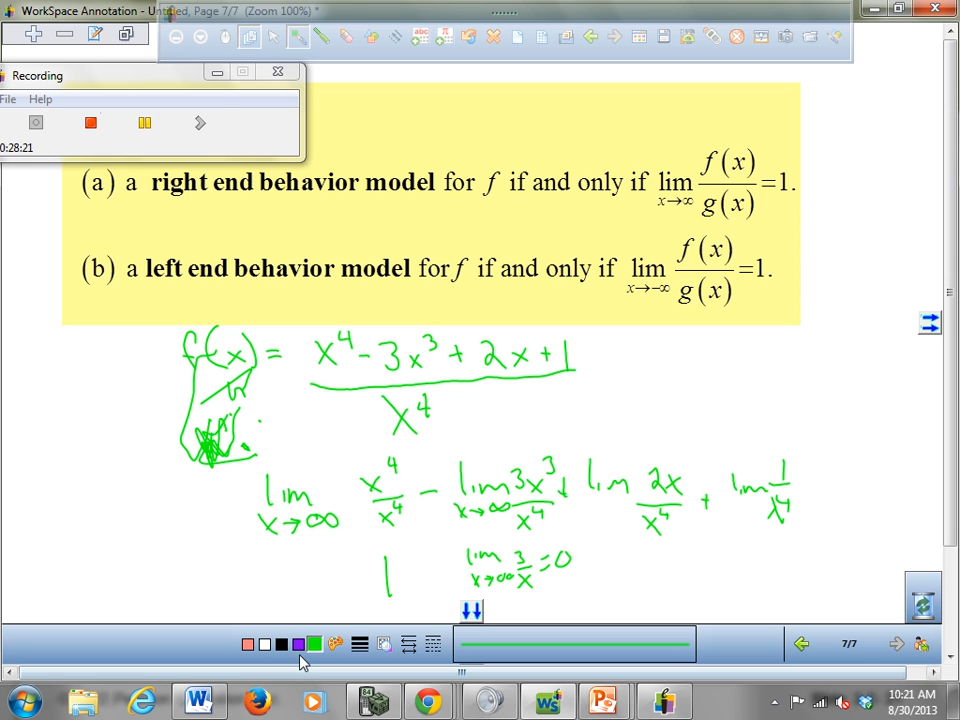 WorkSpace Annotation - Untitled, Page 7/7 (Zoom 100%) *
Recording
File Help
0:28:21
(a) a right end behavior model for f if and only if lim x→∞ f(x)/g(x) =1.
(b) a left end behavior model for f if and only if lim x→-∞ f(x)/g(x) =1.
f(x) = x⁴ - 3x³ + 2x + 1
x⁴
lim x→∞ x⁴/x⁴ - lim x→∞ 3x³/x⁴ + lim 2x/x⁴ + lim 1/x⁴
1 lim x→∞ 3/x = 0
7/7
10:21 AM
8/30/2013